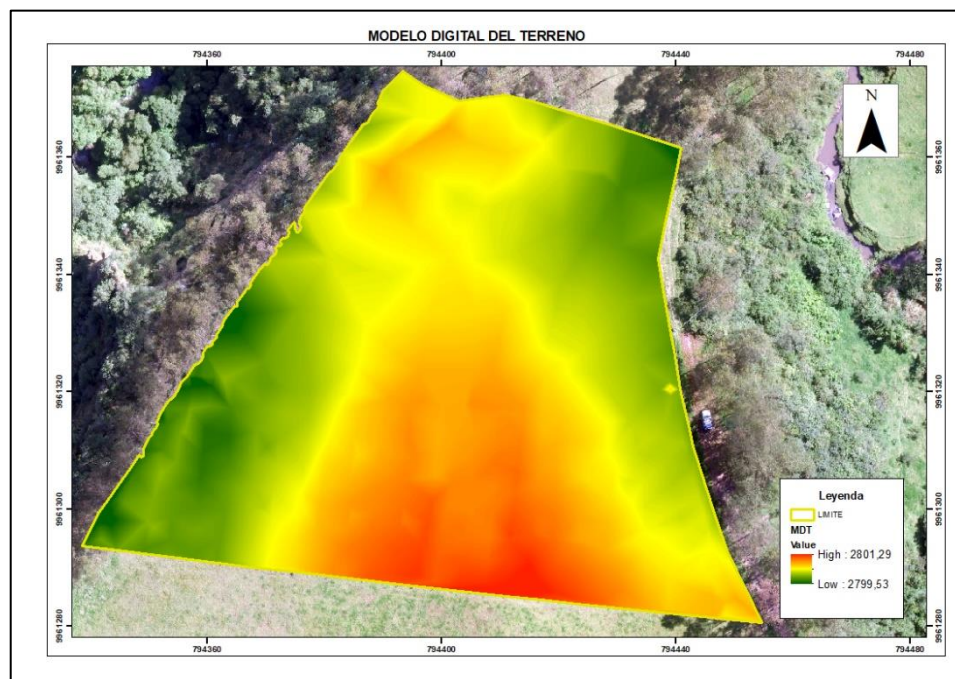 MODELO DIGITAL DEL TERRENO
794360 794400 794440 794480
9961360 9961360
9961340 9961340
9961320 9961320
9961300 9961300
9961280 9961280
N
Leyenda
LIMITE
MDT
Value
High : 2801,29
Low : 2799,53
794360 794400 794440 794480